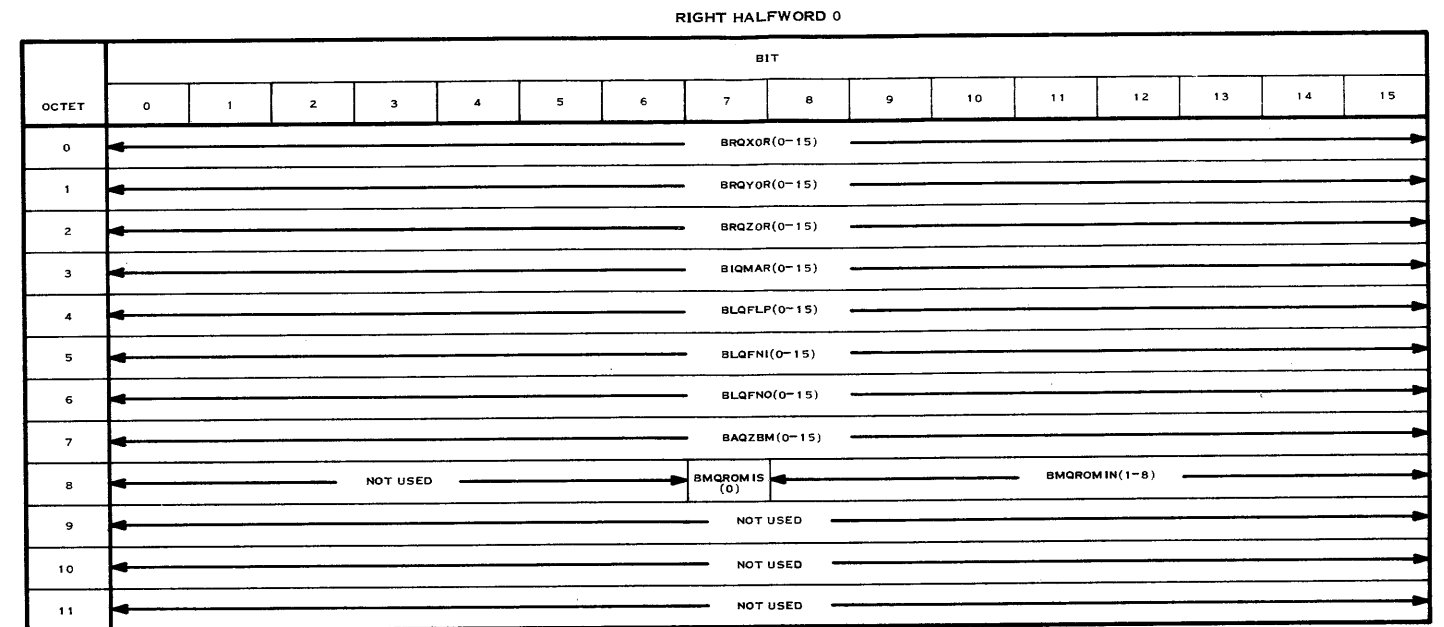 RIGHT HALFWORD 0
BIT
OCTET 0 1 2 3 4 5 6 7 8 9 10 11 12 13 14 15
0 BRQX0R(0-15)
1 BRQY0R(0-15)
2 BRQZ0R(0-15)
3 BIQMAR(0-15)
4 BLQFLP(0-15)
5 BLQFNI(0-15)
6 BLQFNO(0-15)
7 BAQZBM(0-15)
8 NOT USED BMQROMIS (0) BMQROMIN(1-8)
9 NOT USED
10 NOT USED
11 NOT USED